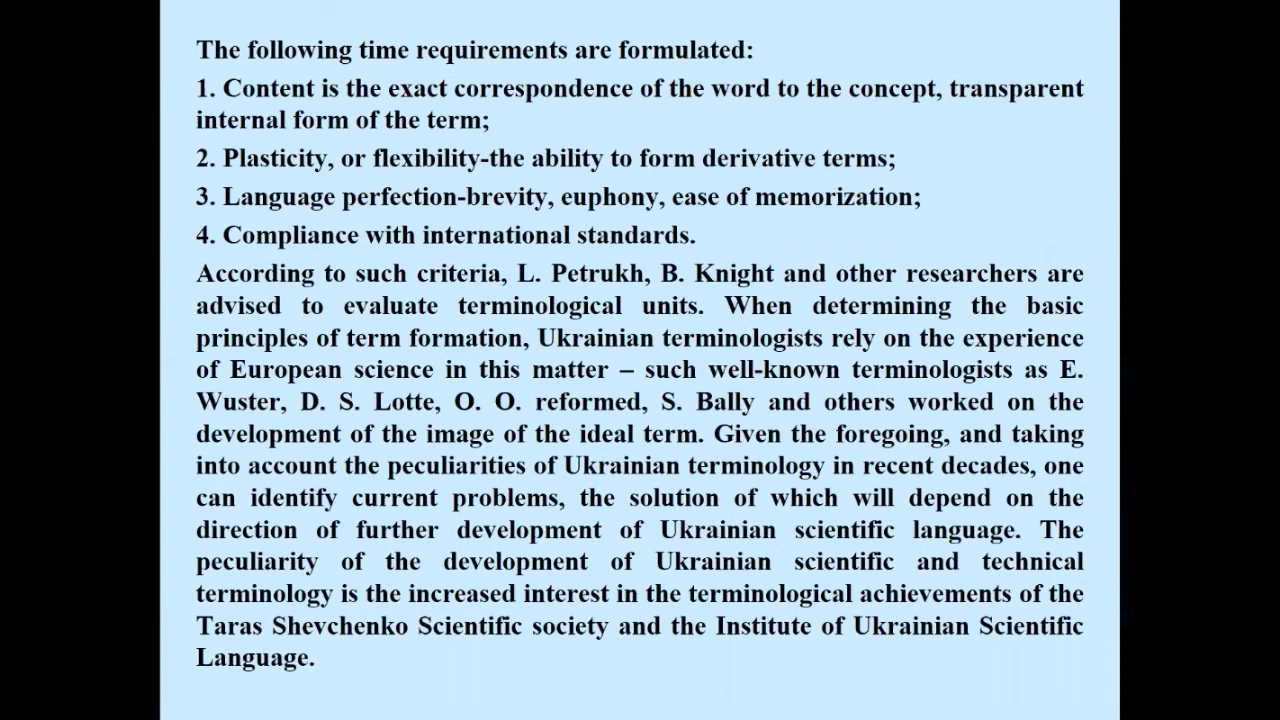 The following time requirements are formulated:
1. Content is the exact correspondence of the word to the concept, transparent
internal form of the term;
2. Plasticity, or flexibility-the ability to form derivative terms;
3. Language perfection-brevity, euphony, ease of memorization;
4. Compliance with international standards.
According to such criteria, L. Petrukh, B. Knight and other researchers are
advised to evaluate terminological units. When determining the basic
principles of term formation, Ukrainian terminologists rely on the experience
of European science in this matter – such well-known terminologists as E.
Wuster, D. S. Lotte, O. O. reformed, S. Bally and others worked on the
development of the image of the ideal term. Given the foregoing, and taking
into account the peculiarities of Ukrainian terminology in recent decades, one
can identify current problems, the solution of which will depend on the
direction of further development of Ukrainian scientific language. The
peculiarity of the development of Ukrainian scientific and technical
terminology is the increased interest in the terminological achievements of the
Taras Shevchenko Scientific society and the Institute of Ukrainian Scientific
Language.